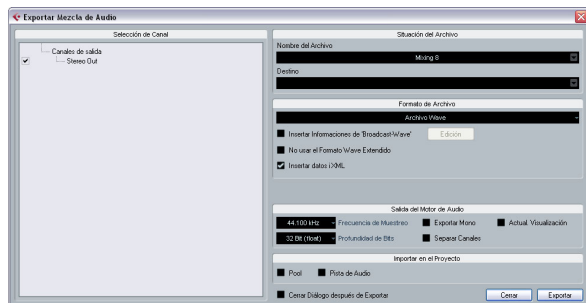 Exportar Mezcla de Audio
Selección de Canal
Canales de salida
Stereo Out
Situación del Archivo
Nombre del Archivo
Mixing 8
Destino
Formato de Archivo
Archivo Wave
Insertar Informaciones de 'Broadcast-Wave'
Edición
No usar el Formato Wave Extendido
Insertar datos iXML
Salida del Motor de Audio
44.100 kHz Frecuencia de Muestreo Exportar Mono Actual. Visualización
32 Bit (float) Profundidad de Bits Separar Canales
Importar en el Proyecto
Pool Pista de Audio
Cerrar Diálogo después de Exportar Cerrar Exportar